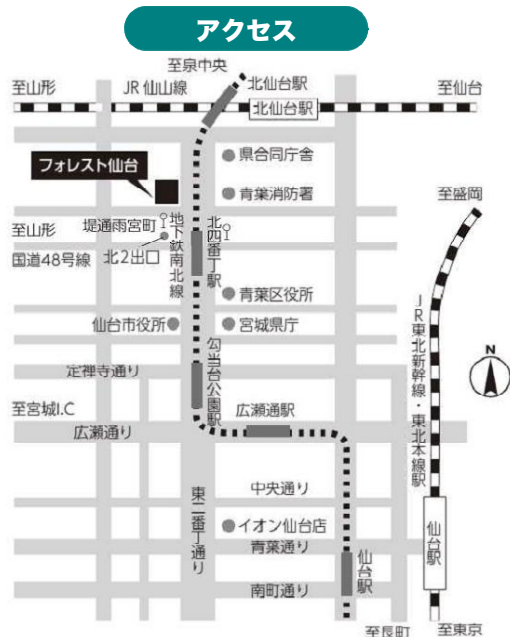 アクセス
至泉中央
北仙台駅
至山形
JR 仙山線
北仙台駅
至仙台
県合同庁舎
フォレスト仙台
青葉消防署
至盛岡
堤通雨宮町
地下鉄南北線
北四番丁駅
至山形
国道48号線
北2出口
青葉区役所
仙台市役所
宮城県庁
JR東北新幹線・東北本線駅
N
定禅寺通り
勾当台公園駅
至宮城I.C
広瀬通り
広瀬通駅
中央通り
東二番丁通り
イオン仙台店
青葉通り
仙台駅
仙台駅
南町通り
至長町
至東京